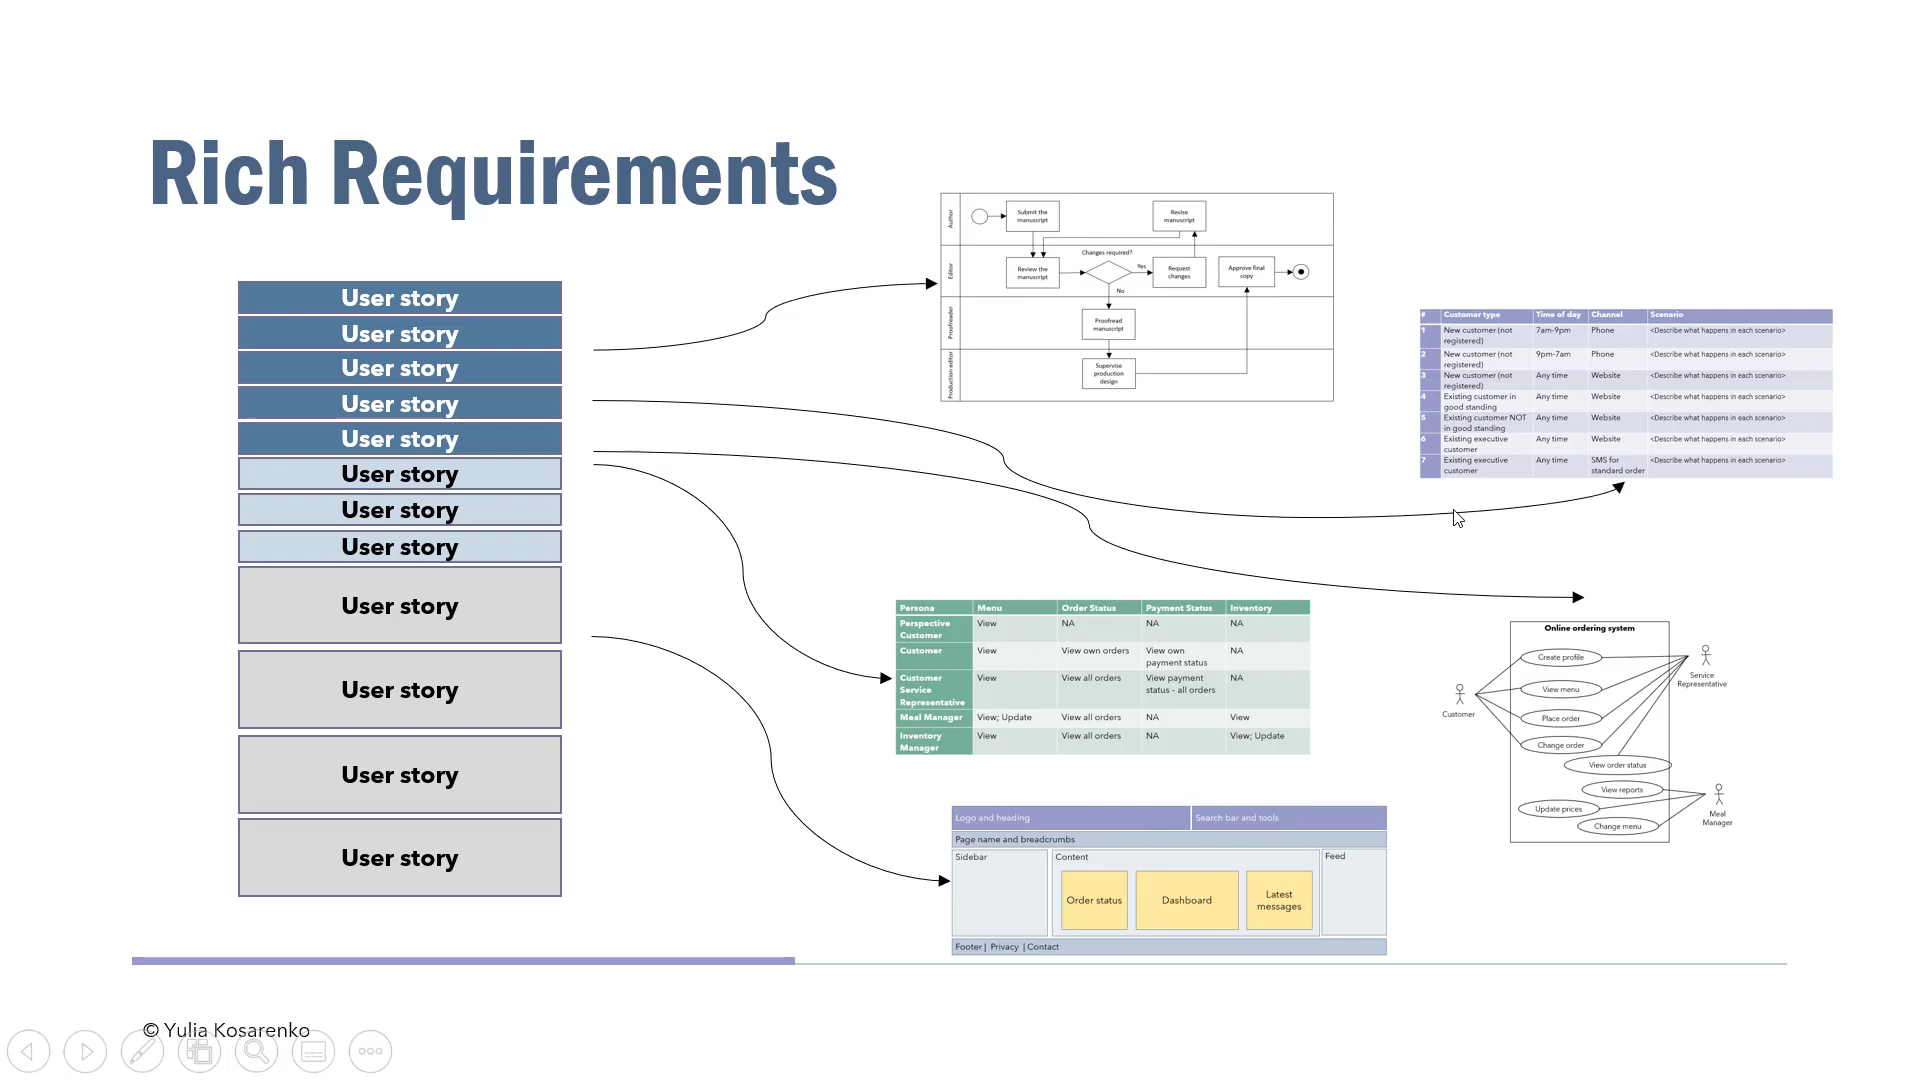 Rich Requirements
User story
User story
User story
User story
User story
User story
User story
User story
User story
User story
User story
User story
Author
Submit the
manuscript
Revise
manuscript
Editor
Review the
manuscript
Changes required?
Yes
No
Request
changes
Approve final
copy
Proofreader
Proofread
manuscript
Production editor
Supervise
production
design
# Customer type Time of day Channel Scenario
1 New customer (not 7am-9pm Phone <Describe what happens in each scenario>
registered)
2 New customer (not 9pm-7am Phone <Describe what happens in each scenario>
registered)
3 New customer (not Any time Website <Describe what happens in each scenario>
registered)
4 Existing customer in Any time Website <Describe what happens in each scenario>
good standing
5 Existing customer NOT Any time Website <Describe what happens in each scenario>
in good standing
6 Existing executive Any time Website <Describe what happens in each scenario>
customer
7 Existing executive Any time SMS for <Describe what happens in each scenario>
customer standard order
Persona Menu Order Status Payment Status Inventory
Perspective View NA NA NA
Customer
Customer View View own orders View own NA
payment status
Customer View View all orders View payment NA
Service status – all orders
Representative
Meal Manager View; Update View all orders NA View
Inventory View View all orders NA View; Update
Manager
Online ordering system
Customer
Create profile
View menu
Place order
Change order
View order status
View reports
Update prices
Change menu
Service
Representative
Meal
Manager
Logo and heading
Search bar and tools
Page name and breadcrumbs
Sidebar
Content
Feed
Order status
Dashboard
Latest
messages
Footer | Privacy | Contact
© Yulia Kosarenko